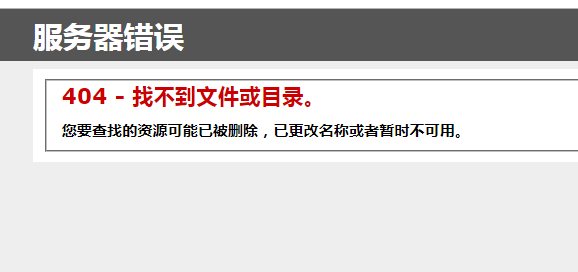 服务器错误
404 - 找不到文件或目录。
您要查找的资源可能已被删除，已更改名称或者暂时不可用。